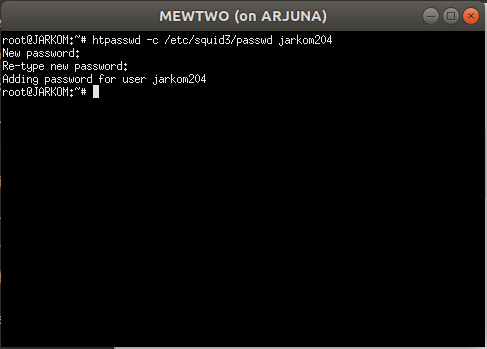 MEWTWO (on ARJUNA)
root@JARKOM:~# htpasswd -c /etc/squid3/passwd jarkom204
New password:
Re-type new password:
Adding password for user jarkom204
root@JARKOM:~#